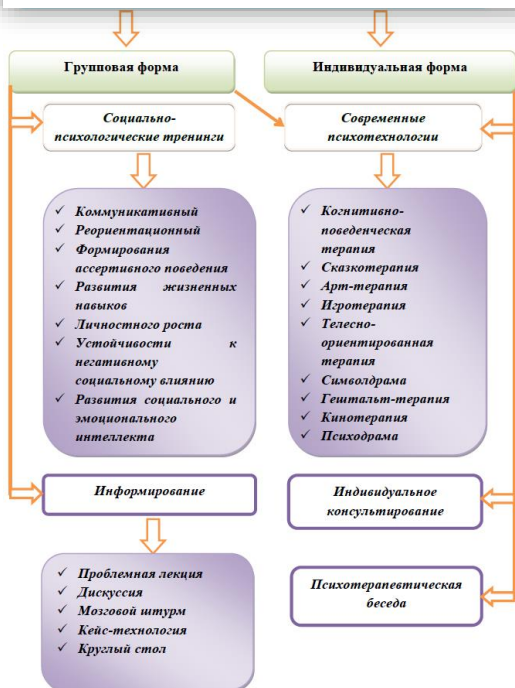 Групповая форма
Индивидуальная форма
Социально-
психологические тренинги
Современные
психотехнологии
✓ Коммуникативный
✓ Реориентационный
✓ Формирования
ассертивного поведения
✓ Развития жизненных
навыков
✓ Личностного роста
✓ Устойчивости к
негативному
социальному влиянию
✓ Развития социального и
эмоционального
интеллекта
✓ Когнитивно-
поведенческая
терапия
✓ Сказкотерапия
✓ Арт-терапия
✓ Игротерапия
✓ Телесно-
ориентированная
терапия
✓ Символдрама
✓ Гештальт-терапия
✓ Кинотерапия
✓ Психодрама
Информирование
Индивидуальное
консультирование
✓ Проблемная лекция
✓ Дискуссия
✓ Мозговой штурм
✓ Кейс-технология
✓ Круглый стол
Психотерапевтическая
беседа